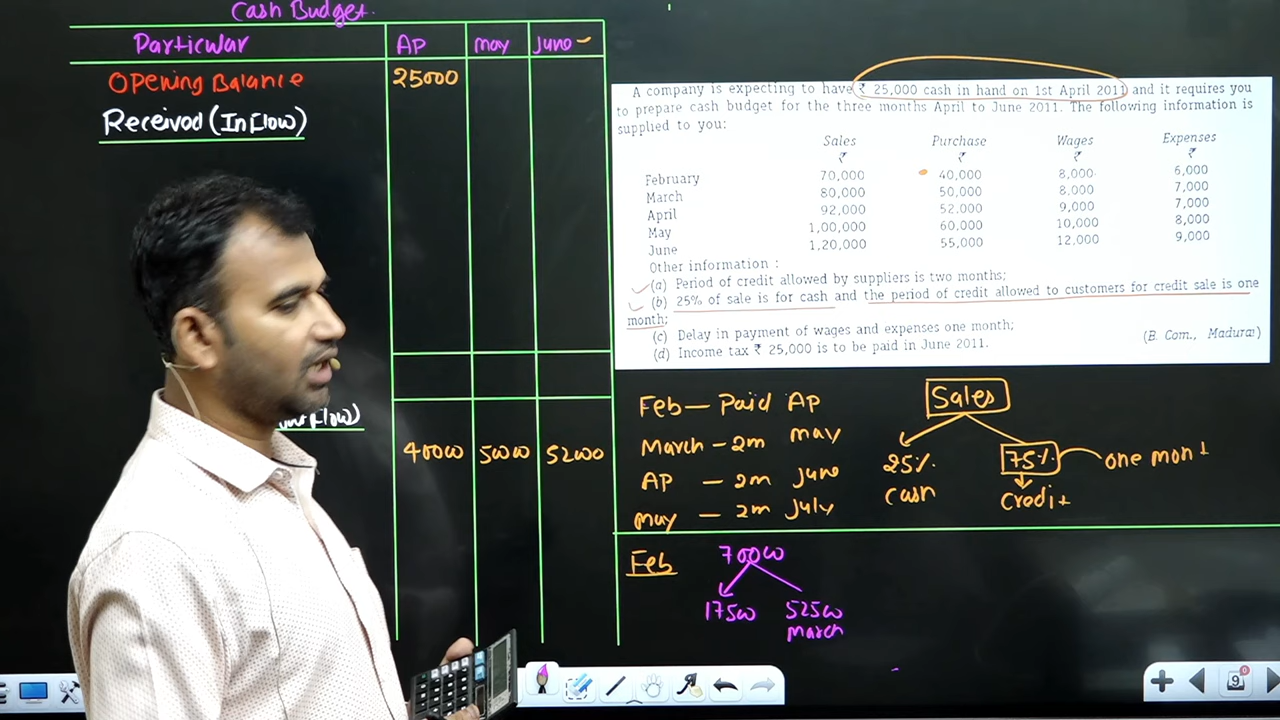 Cash Budget.
Particular AP may June
Opening Balance 25000
Received (Inflow)
flow)
40000 50000 52000
A company is expecting to have ₹ 25,000 cash in hand on 1st April 2011 and it requires you
to prepare cash budget for the three months April to June 2011. The following information is
supplied to you:
Sales Purchase Wages Expenses
₹ ₹ ₹ ₹
February 70,000 40,000 8,000 6,000
March 80,000 50,000 8,000 7,000
April 92,000 52.000 9,000 7,000
May 1,00,000 60,000 10,000 8,000
June 1,20,000 55,000 12,000 9,000
Other information :
(a) Period of credit allowed by suppliers is two months;
(b) 25% of sale is for cash and the period of credit allowed to customers for credit sale is one
month;
(c) Delay in payment of wages and expenses one month;
(d) Income tax ₹ 25,000 is to be paid in June 2011.
(B. Com., Madurai)
Feb — Paid AP
March — 2m may
AP — 2m June
may — 2m July
Sales
25% 75% one mont
cash credit
Feb 70000
17500 52500
March
9